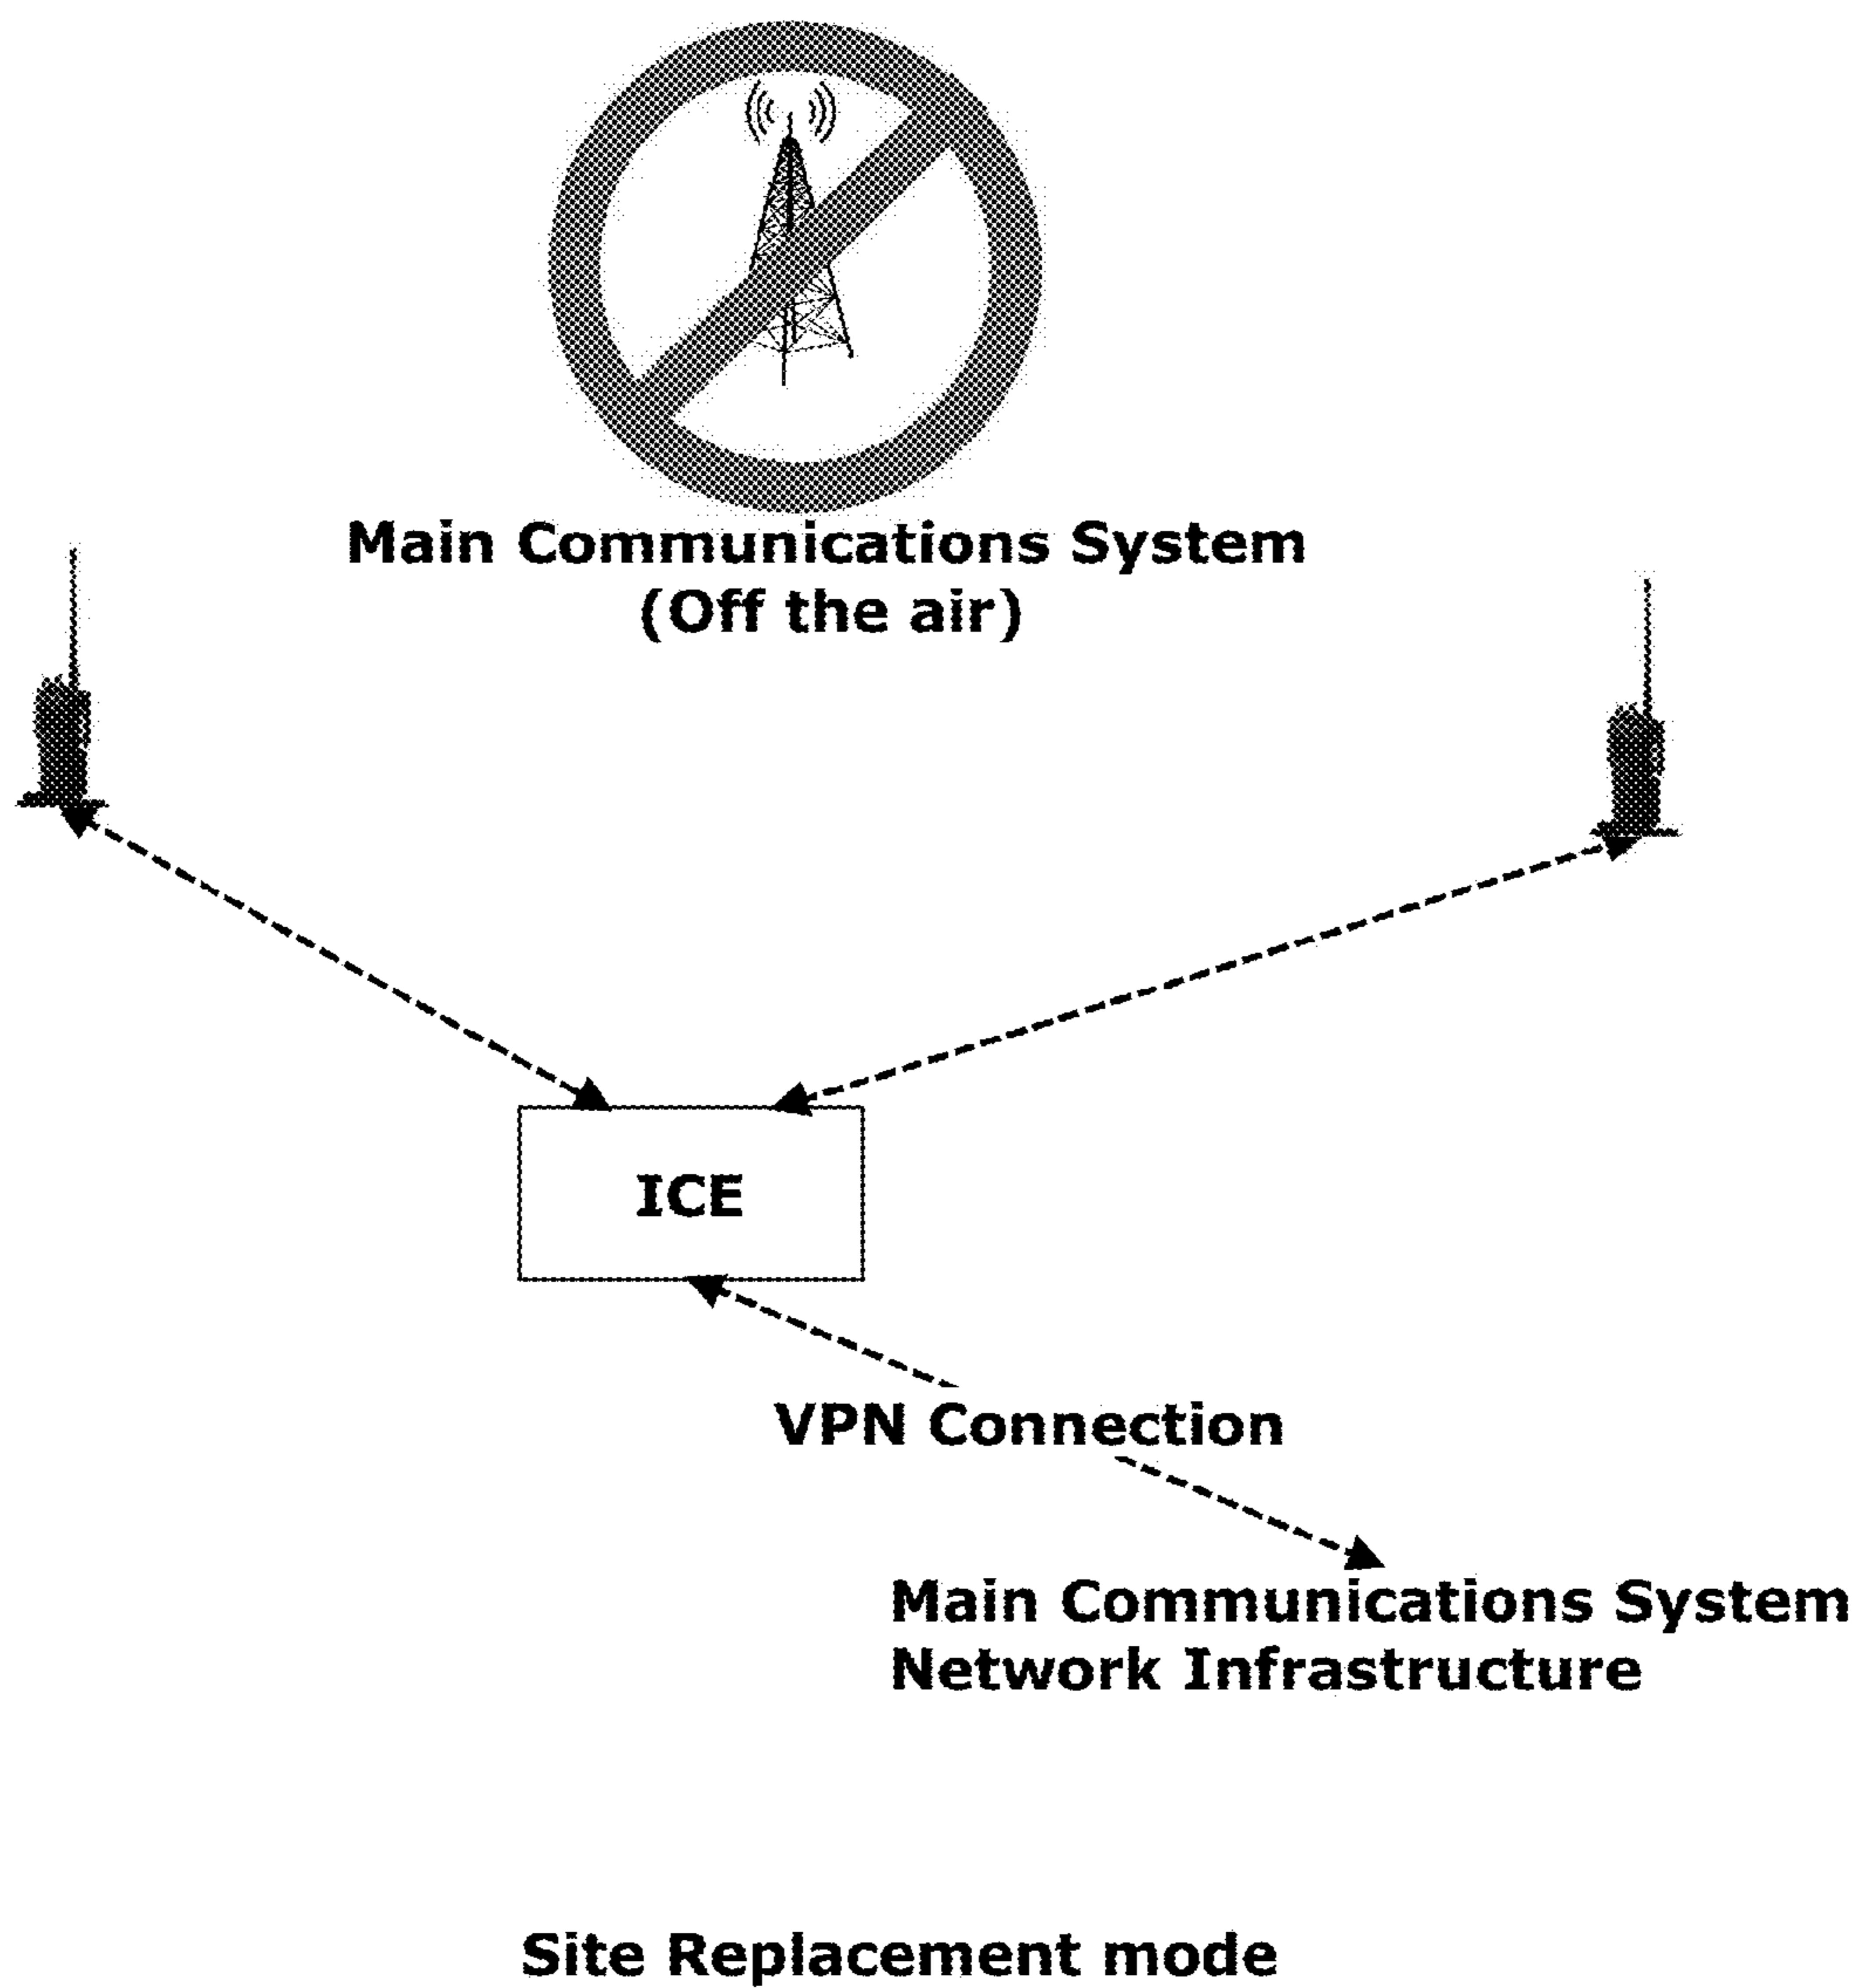 Main Communications System
(Off the air)
ICE
VPN Connection
Main Communications System
Network Infrastructure
Site Replacement mode